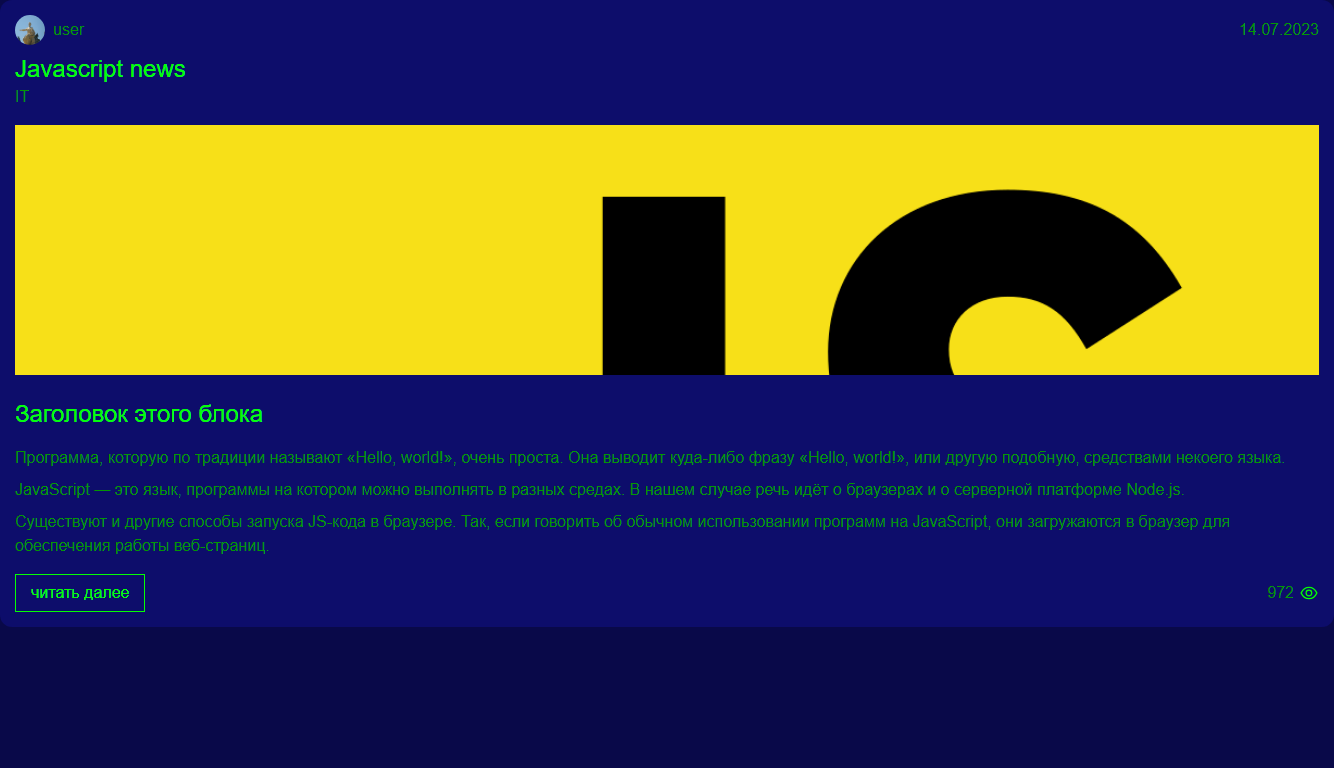 user
14.07.2023
Javascript news
IT
JS
Заголовок этого блока
Программа, которую по традиции называют «Hello, world!», очень проста. Она выводит куда-либо фразу «Hello, world!», или другую подобную, средствами некоего языка.
JavaScript — это язык, программы на котором можно выполнять в разных средах. В нашем случае речь идёт о браузерах и о серверной платформе Node.js.
Существуют и другие способы запуска JS-кода в браузере. Так, если говорить об обычном использовании программ на JavaScript, они загружаются в браузер для
обеспечения работы веб-страниц.
читать далее
972